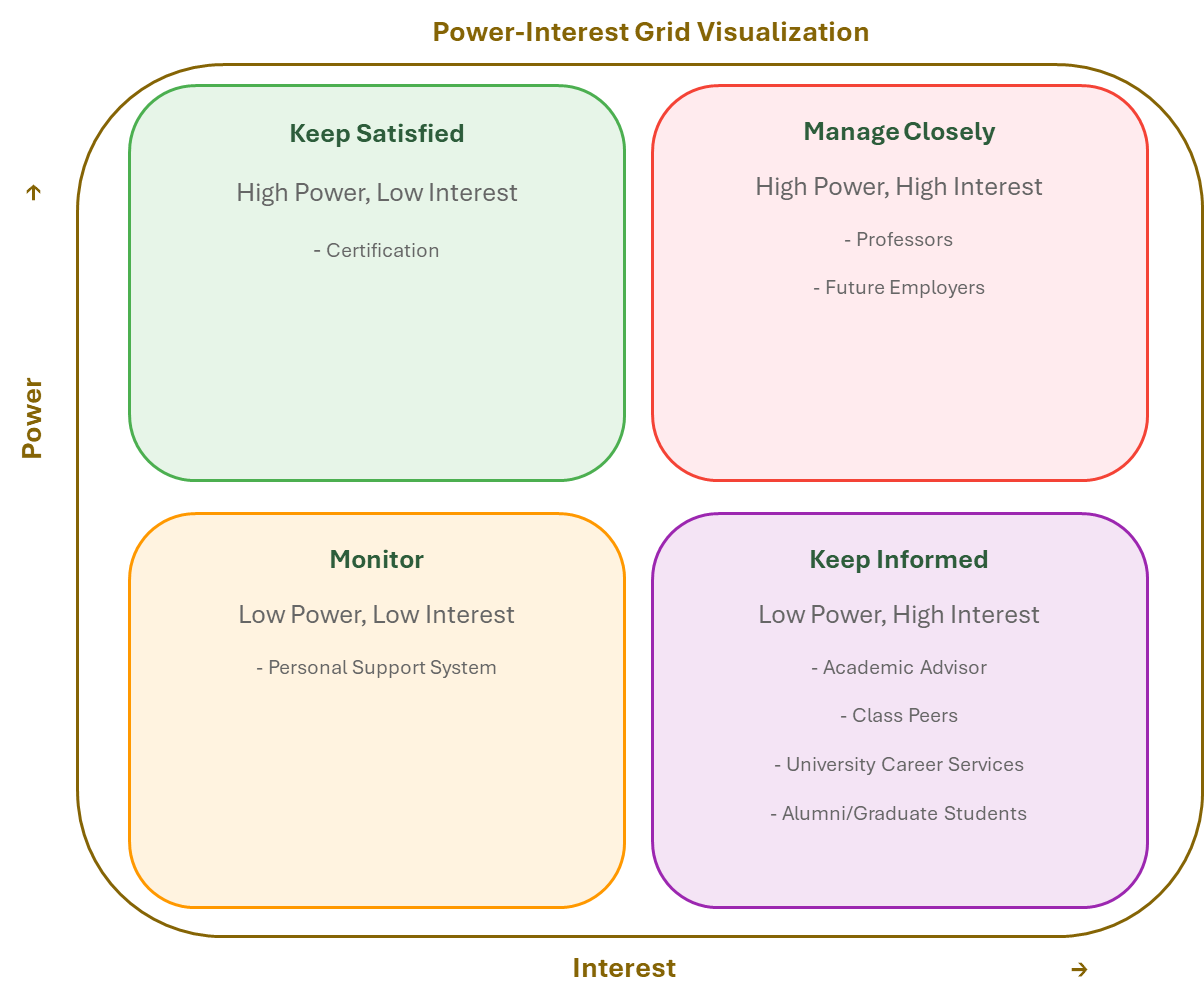 Power-Interest Grid Visualization
Keep Satisfied
High Power, Low Interest
- Certification
Manage Closely
High Power, High Interest
- Professors
- Future Employers
↑
Power
Monitor
Low Power, Low Interest
- Personal Support System
Keep Informed
Low Power, High Interest
- Academic Advisor
- Class Peers
- University Career Services
- Alumni/Graduate Students
Interest →